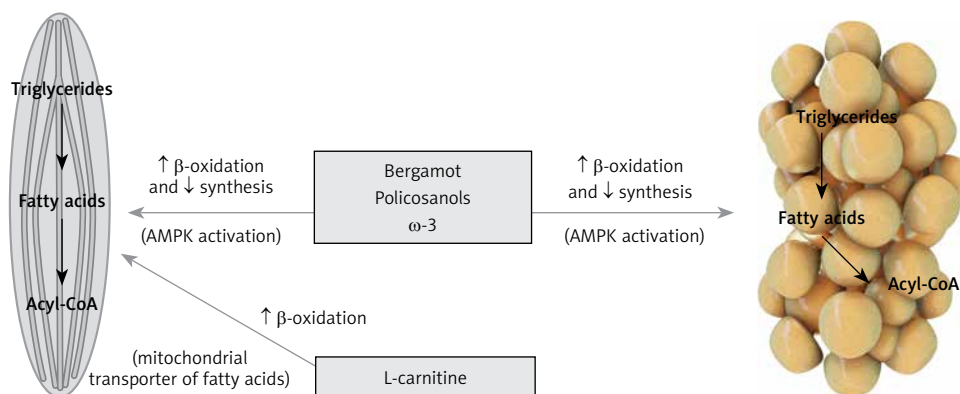 Triglycerides
Fatty acids
Acyl-CoA
↑ β-oxidation
and ↓ synthesis
(AMPK activation)
Bergamot
Policosanols
ω-3
↑ β-oxidation
and ↓ synthesis
(AMPK activation)
Triglycerides
Fatty acids
Acyl-CoA
↑ β-oxidation
(mitochondrial
transporter of fatty acids)
L-carnitine